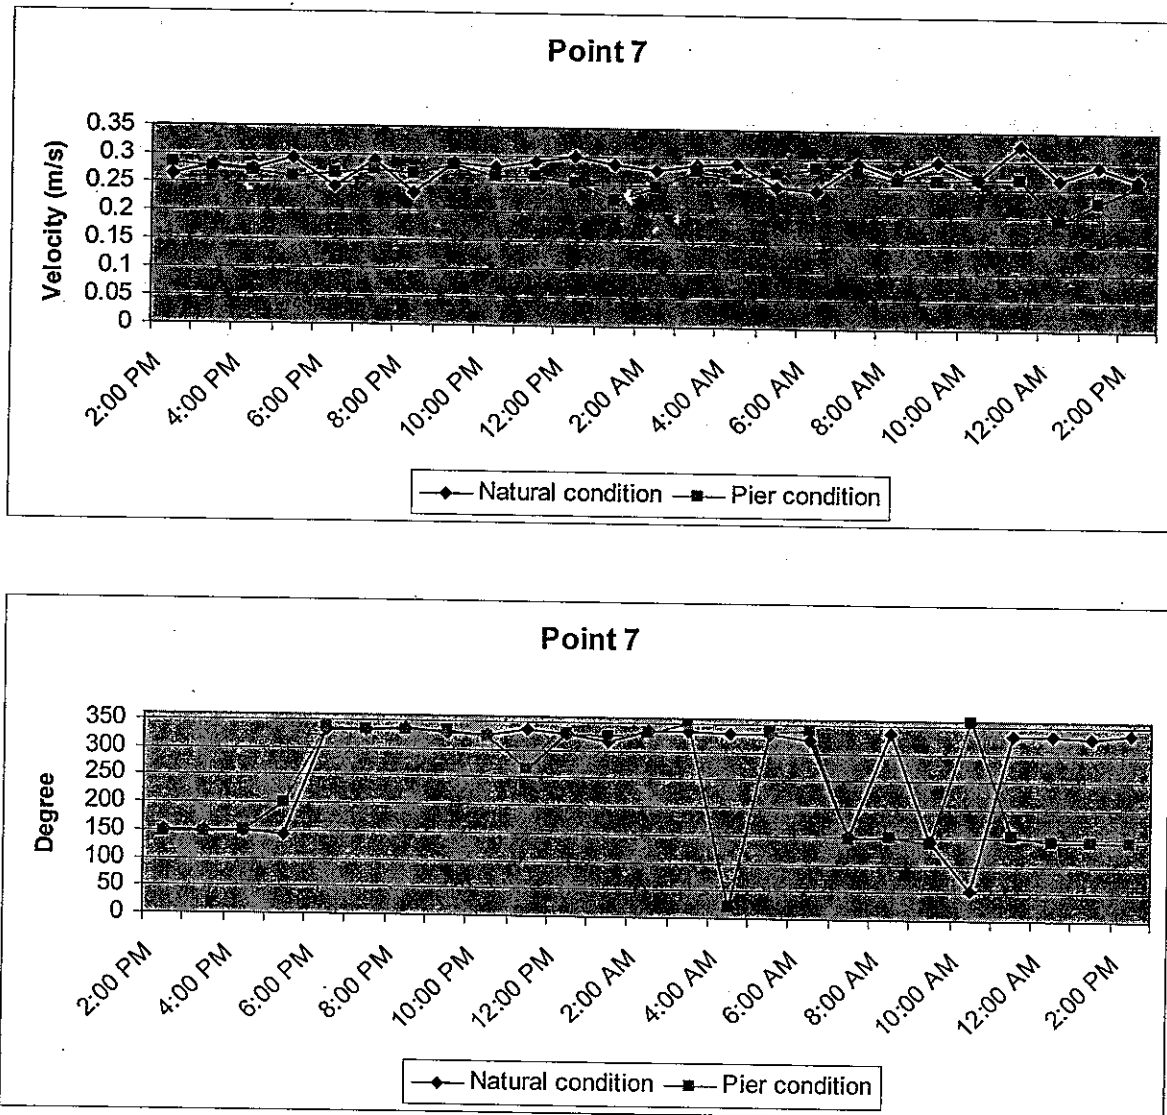 Point 7
0.35
0.3
0.25
0.2
0.15
0.1
0.05
0
Velocity (m/s)
2:00 PM 4:00 PM 6:00 PM 8:00 PM 10:00 PM 12:00 PM 2:00 AM 4:00 AM 6:00 AM 8:00 AM 10:00 AM 12:00 AM 2:00 PM
Natural condition Pier condition
Point 7
350
300
250
200
150
100
50
0
Degree
2:00 PM 4:00 PM 6:00 PM 8:00 PM 10:00 PM 12:00 PM 2:00 AM 4:00 AM 6:00 AM 8:00 AM 10:00 AM 12:00 AM 2:00 PM
Natural condition Pier condition